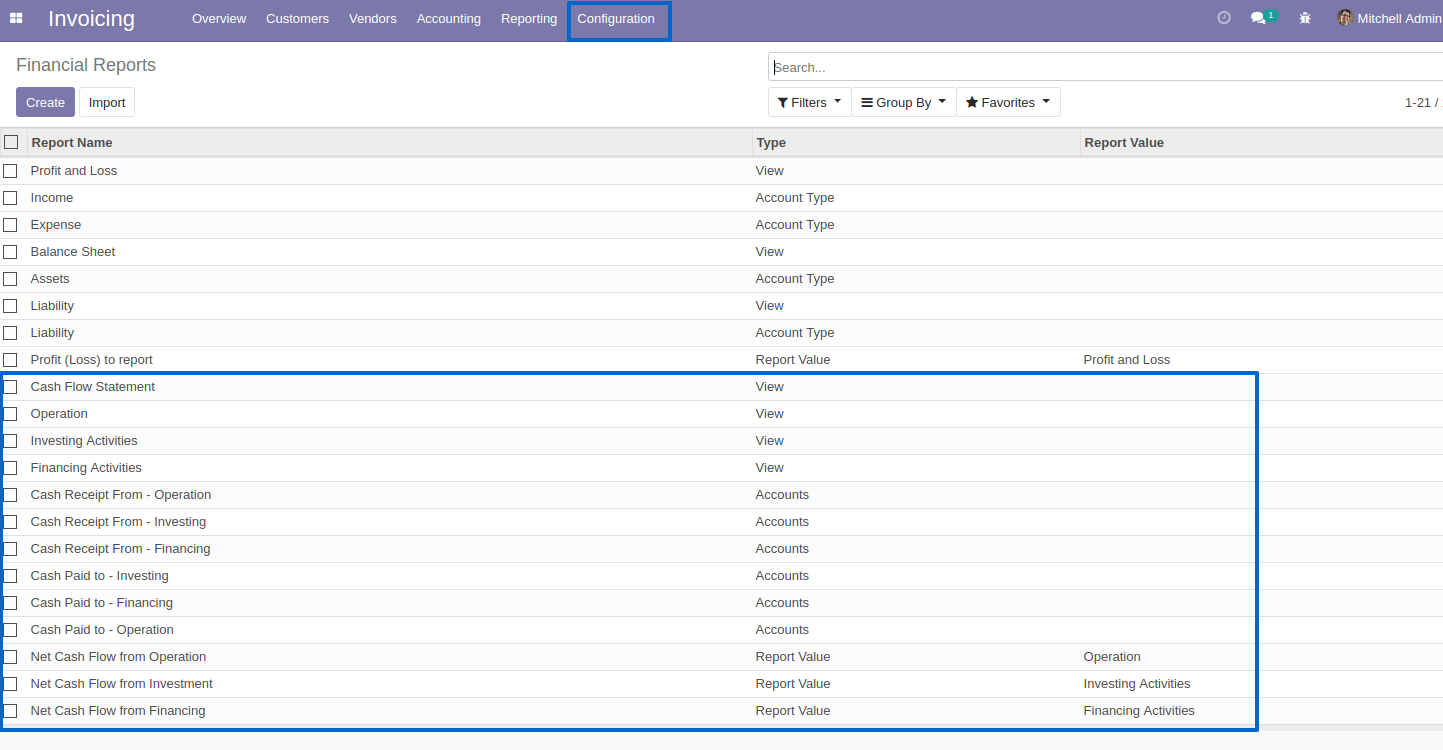 Invoicing Overview Customers Vendors Accounting Reporting Configuration 1 Mitchell Admin
Financial Reports Search...
Create Import Filters Group By Favorites 1-21 /
Report Name Type Report Value
Profit and Loss View
Income Account Type
Expense Account Type
Balance Sheet View
Assets Account Type
Liability View
Liability Account Type
Profit (Loss) to report Report Value Profit and Loss
Cash Flow Statement View
Operation View
Investing Activities View
Financing Activities View
Cash Receipt From - Operation Accounts
Cash Receipt From - Investing Accounts
Cash Receipt From - Financing Accounts
Cash Paid to - Investing Accounts
Cash Paid to - Financing Accounts
Cash Paid to - Operation Accounts
Net Cash Flow from Operation Report Value Operation
Net Cash Flow from Investment Report Value Investing Activities
Net Cash Flow from Financing Report Value Financing Activities